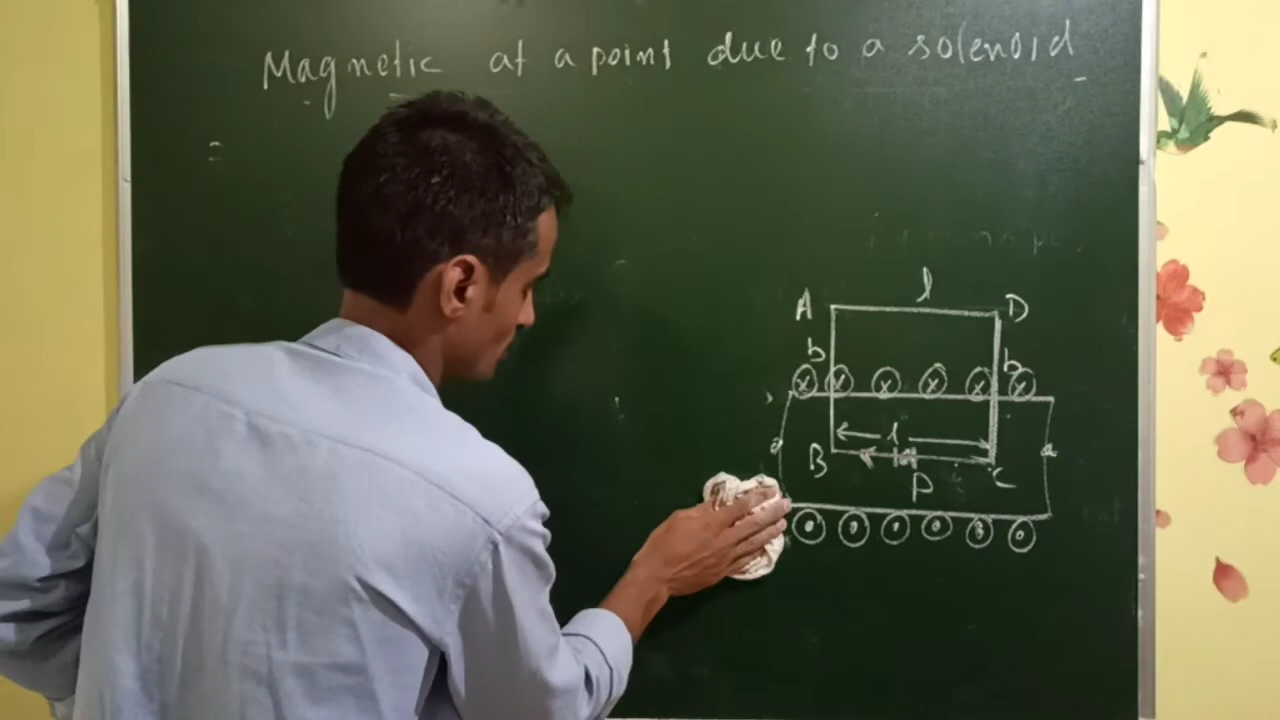 Magnetic at a point due to a solenoid
=
l
A D
b b
x x x x x x
l
a a
B C
P